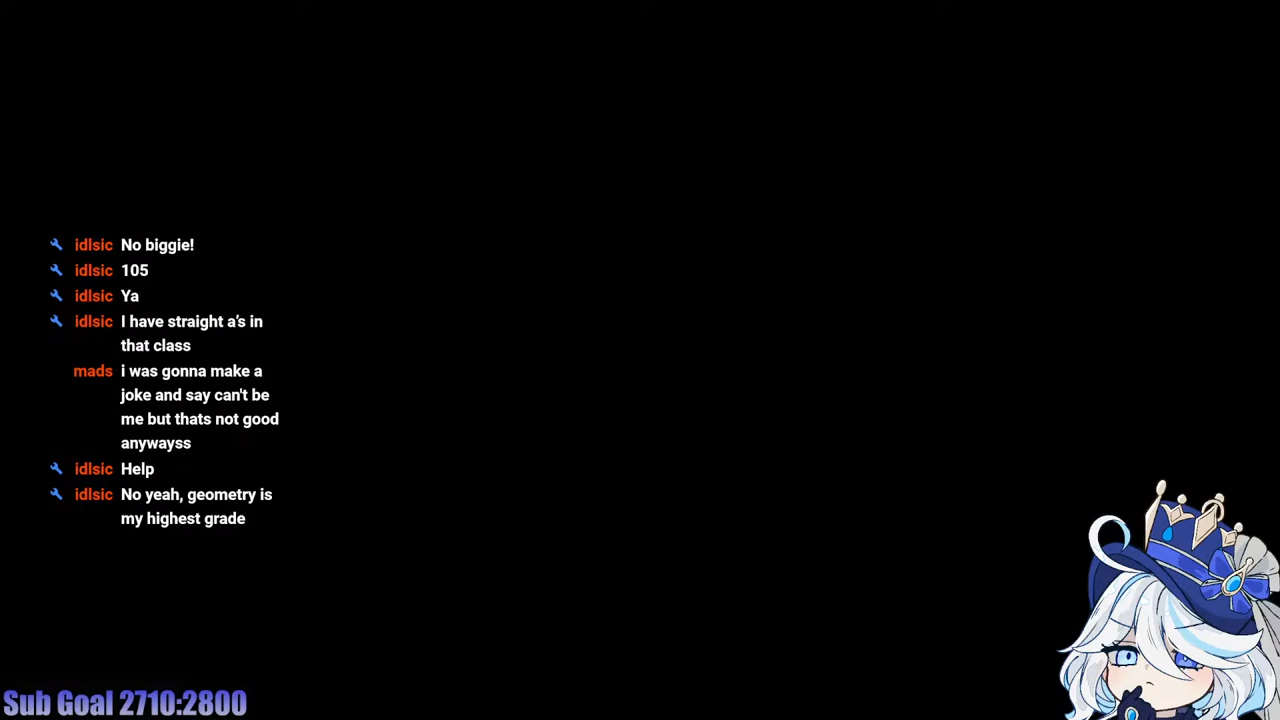 idlsic No biggie!
idlsic 105
idlsic Ya
idlsic I have straight a's in
that class
mads i was gonna make a
joke and say can't be
me but thats not good
anywayss
idlsic Help
idlsic No yeah, geometry is
my highest grade
Sub Goal 2710:2800